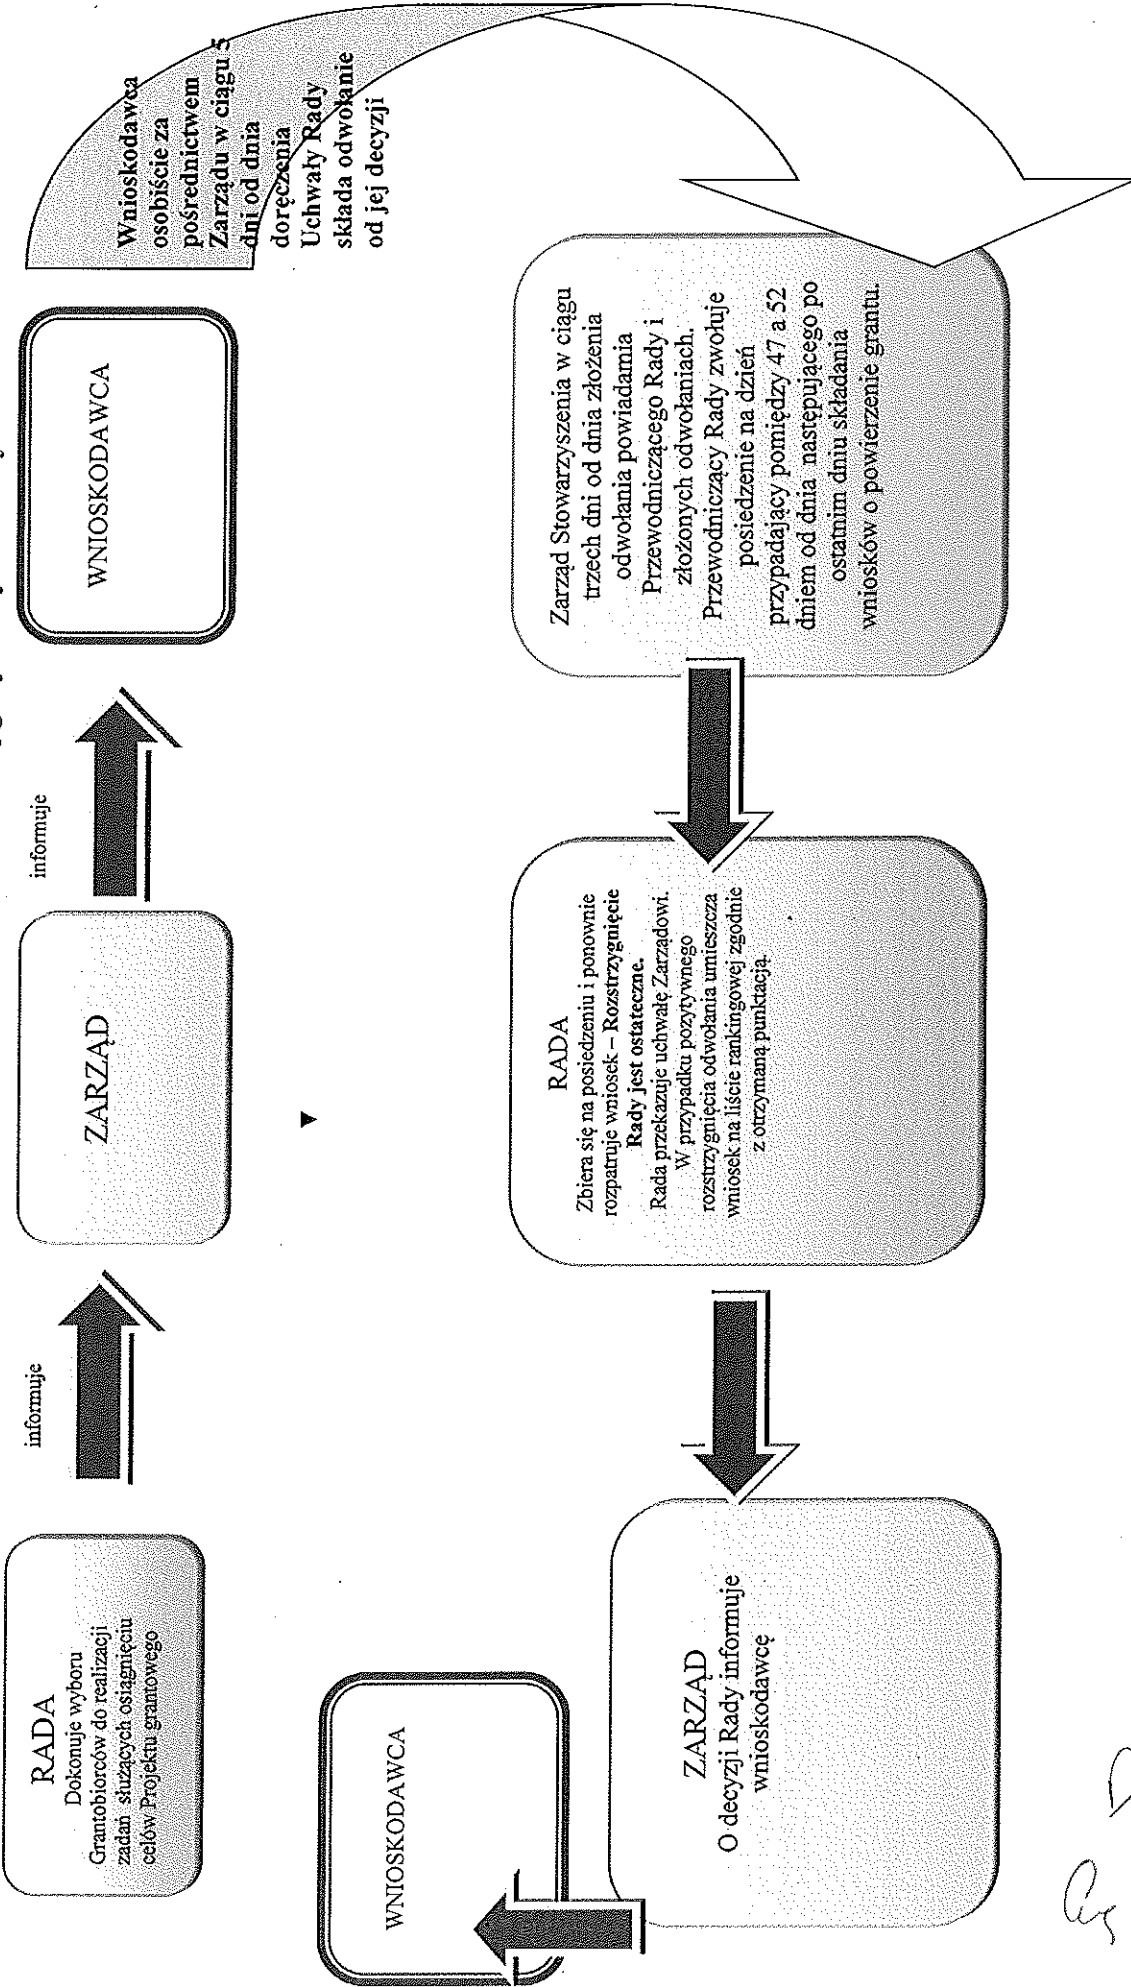 RADA
Dokonuje wyboru
Grantobiorców do realizacji
zadań służących osiągnięciu
celów Projektu grantowego
informuje
ZARZĄD
informuje
WNIOSKODAWCA
Wnioskodawca
osobiście za
pośrednictwem
Zarządu w ciągu 5
dni od dnia
doręczenia
Uchwały Rady
składa odwołanie
od jej decyzji
Zarząd Stowarzyszenia w ciągu
trzech dni od dnia złożenia
odwołania powiadamia
Przewodniczącego Rady i
złożonych odwołaniach.
Przewodniczący Rady zwołuje
posiedzenie na dzień
przypadający pomiędzy 47 a 52
dniem od dnia następującego po
ostatnim dniu składania
wniosków o powierzenie grantu.
RADA
Zbiera się na posiedzeniu i ponownie
rozpatruje wniosek – Rozstrzygnięcie
Rady jest ostateczne.
Rada przekazuje uchwałę Zarządowi.
W przypadku pozytywnego
rozstrzygnięcia odwołania umieszcza
wniosek na liście rankingowej zgodnie
z otrzymaną punktacją.
ZARZĄD
O decyzji Rady informuje
wnioskodawcę
WNIOSKODAWCA